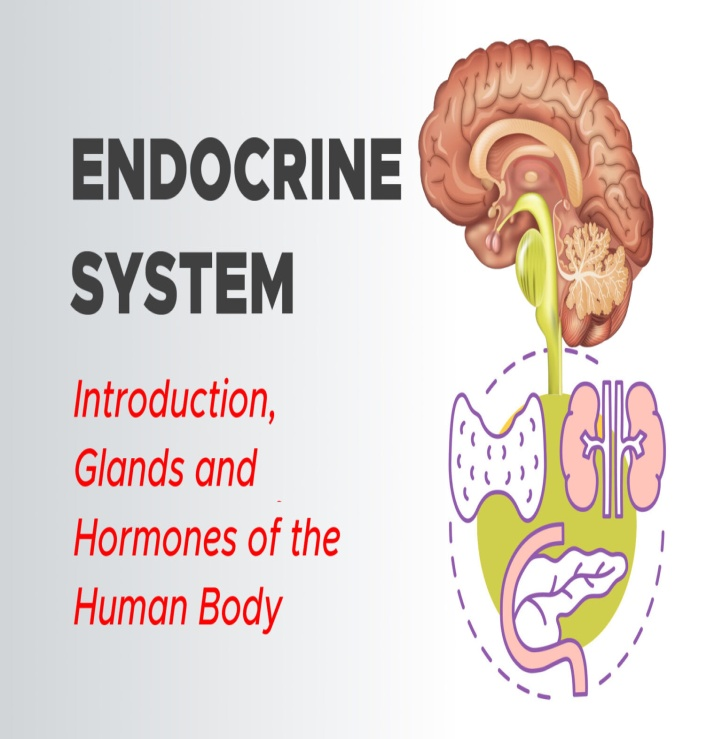 ENDOCRINE
SYSTEM
Introduction,
Glands and
Hormones of the
Human Body